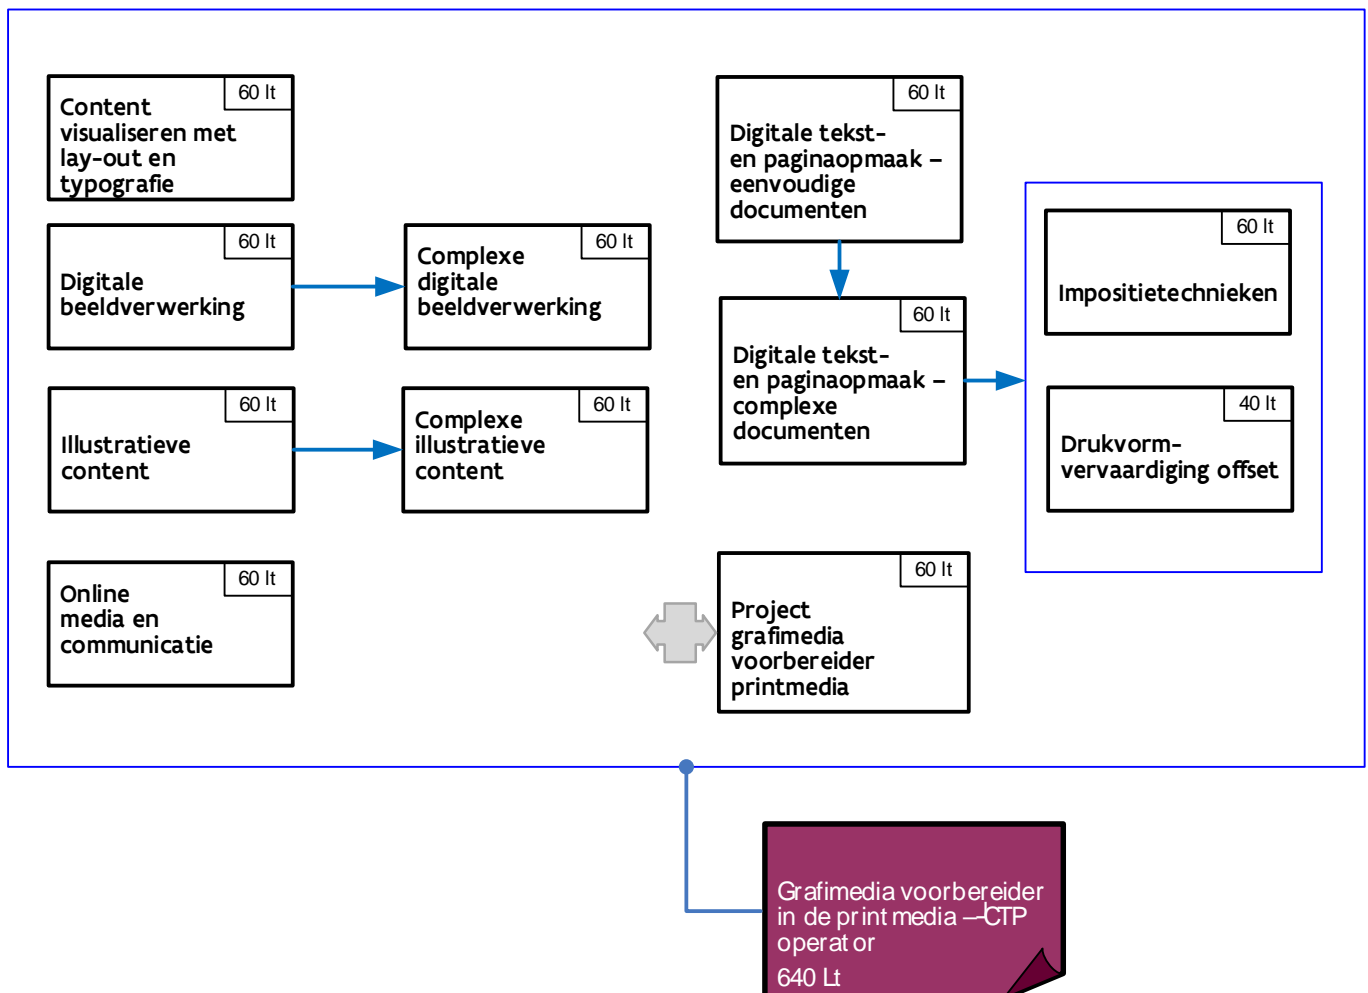 60 lt
Content
visualiseren met
lay-out en
typografie
60 lt
Digitale
beeldverwerking
60 lt
Complexe
digitale
beeldverwerking
60 lt
Illustratieve
content
60 lt
Complexe
illustratieve
content
60 lt
Online
media en
communicatie
60 lt
Digitale tekst-
en paginaopmaak –
eenvoudige
documenten
60 lt
Digitale tekst-
en paginaopmaak –
complexe
documenten
60 lt
Impositietechnieken
40 lt
Drukvorm-
vervaardiging offset
60 lt
Project
grafimedia
voorbereider
printmedia
Grafimedia voorbereider
in de print media –-CTP
operator
640 Lt